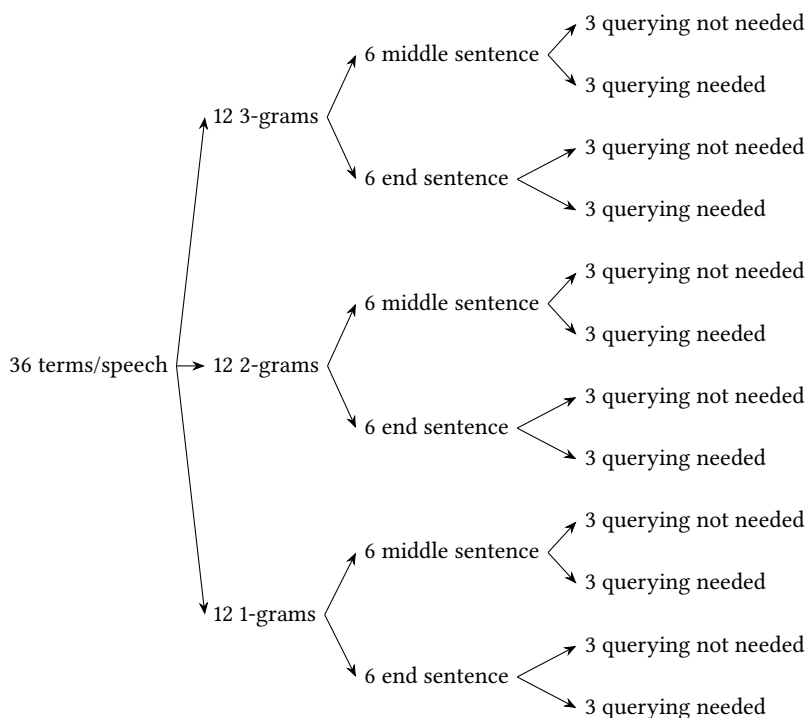 3 querying not needed
6 middle sentence
3 querying needed
12 3-grams
3 querying not needed
6 end sentence
3 querying needed
3 querying not needed
6 middle sentence
3 querying needed
36 terms/speech
12 2-grams
3 querying not needed
6 end sentence
3 querying needed
3 querying not needed
6 middle sentence
3 querying needed
12 1-grams
3 querying not needed
6 end sentence
3 querying needed